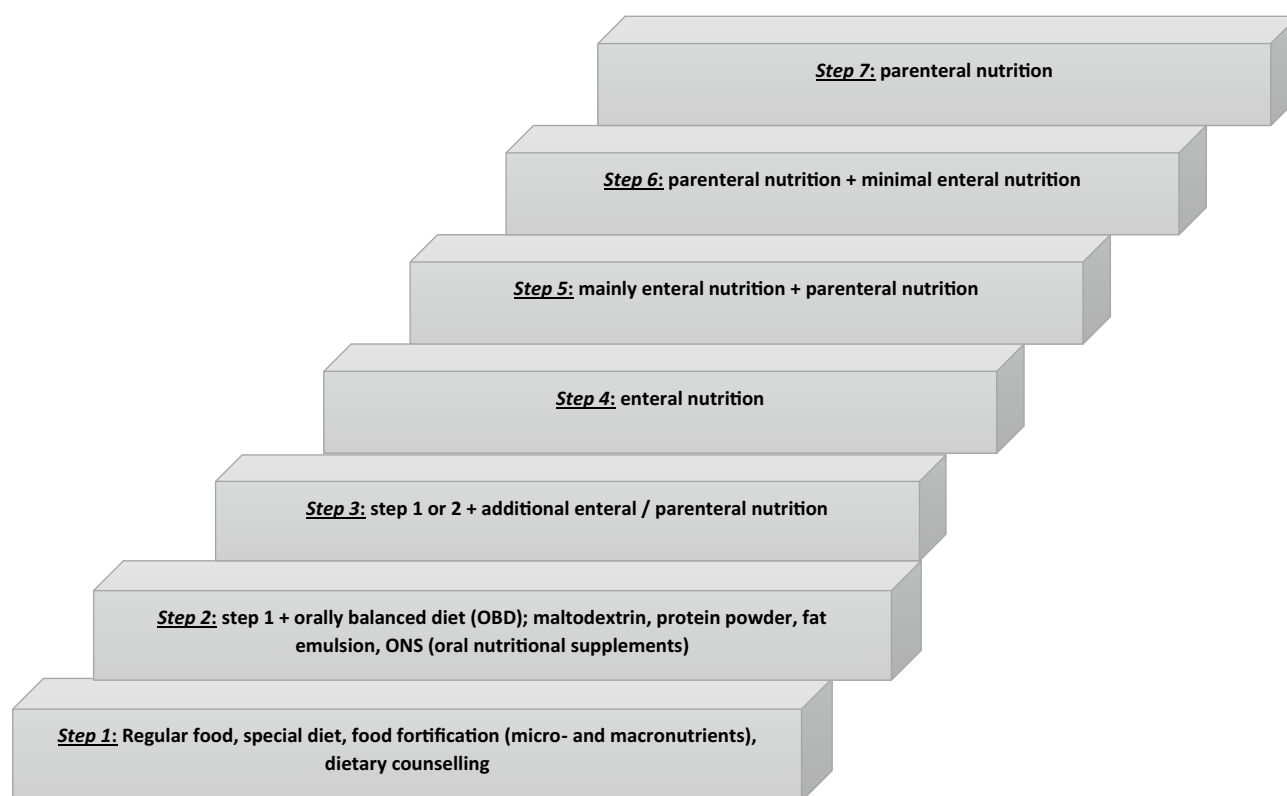 Step 7: parenteral nutrition
Step 6: parenteral nutrition + minimal enteral nutrition
Step 5: mainly enteral nutrition + parenteral nutrition
Step 4: enteral nutrition
Step 3: step 1 or 2 + additional enteral / parenteral nutrition
Step 2: step 1 + orally balanced diet (OBD); maltodextrin, protein powder, fat
emulsion, ONS (oral nutritional supplements)
Step 1: Regular food, special diet, food fortification (micro- and macronutrients),
dietary counselling